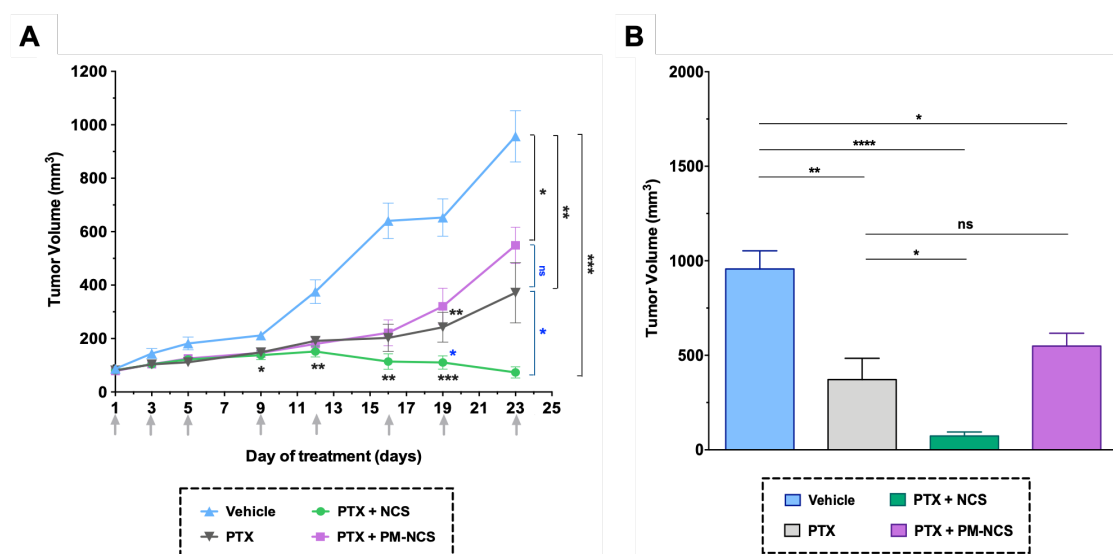 A
Tumor Volume (mm³)
1200
1000
800
600
400
200
0
1 3 5 7 9 11 13 15 17 19 21 23 25
Day of treatment (days)
*
**
***
ns
*
**
*
*
**
**
***
Vehicle
PTX + NCS
PTX
PTX + PM-NCS
B
Tumor Volume (mm³)
2000
1500
1000
500
0
*
****
**
ns
*
Vehicle
PTX + NCS
PTX
PTX + PM-NCS